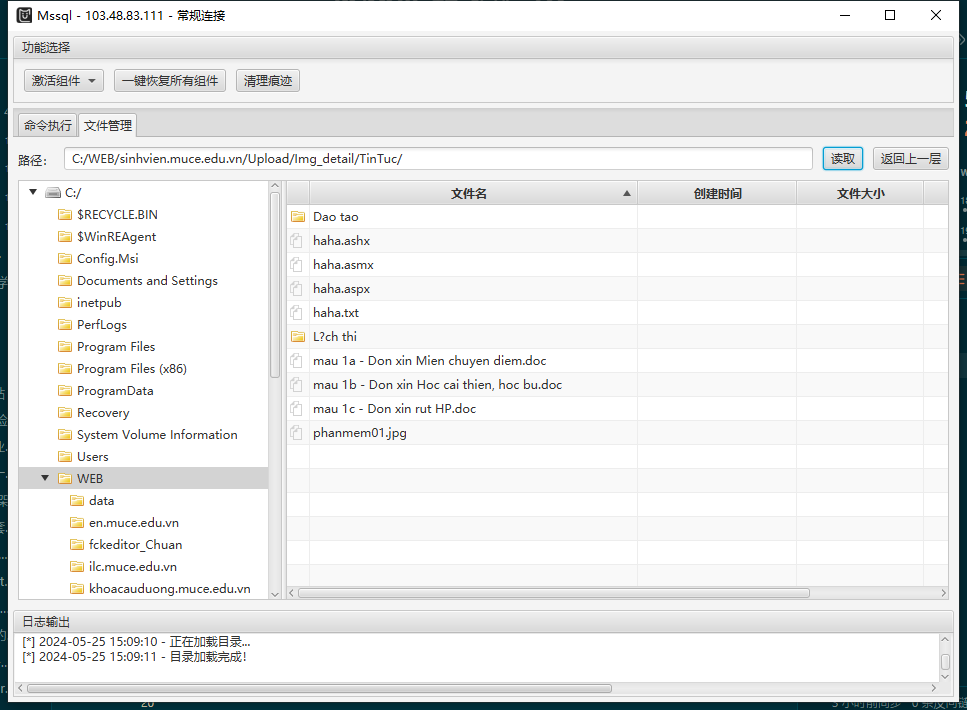 Mssql - 103.48.83.111 - 常规连接
功能选择
激活组件 一键恢复所有组件 清理痕迹
命令执行 文件管理
路径： C:/WEB/sinhvien.muce.edu.vn/Upload/Img_detail/TinTuc/ 读取 返回上一层
C:/
$RECYCLE.BIN
$WinREAgent
Config.Msi
Documents and Settings
inetpub
PerfLogs
Program Files
Program Files (x86)
ProgramData
Recovery
System Volume Information
Users
WEB
data
en.muce.edu.vn
fckeditor_Chuan
ilc.muce.edu.vn
khoacauduong.muce.edu.vn
文件名 创建时间 文件大小
Dao tao
haha.ashx
haha.asmx
haha.aspx
haha.txt
L?ch thi
mau 1a - Don xin Mien chuyen diem.doc
mau 1b - Don xin Hoc cai thien, hoc bu.doc
mau 1c - Don xin rut HP.doc
phanmem01.jpg
日志输出
[*] 2024-05-25 15:09:10 - 正在加载目录...
[*] 2024-05-25 15:09:11 - 目录加载完成!
20